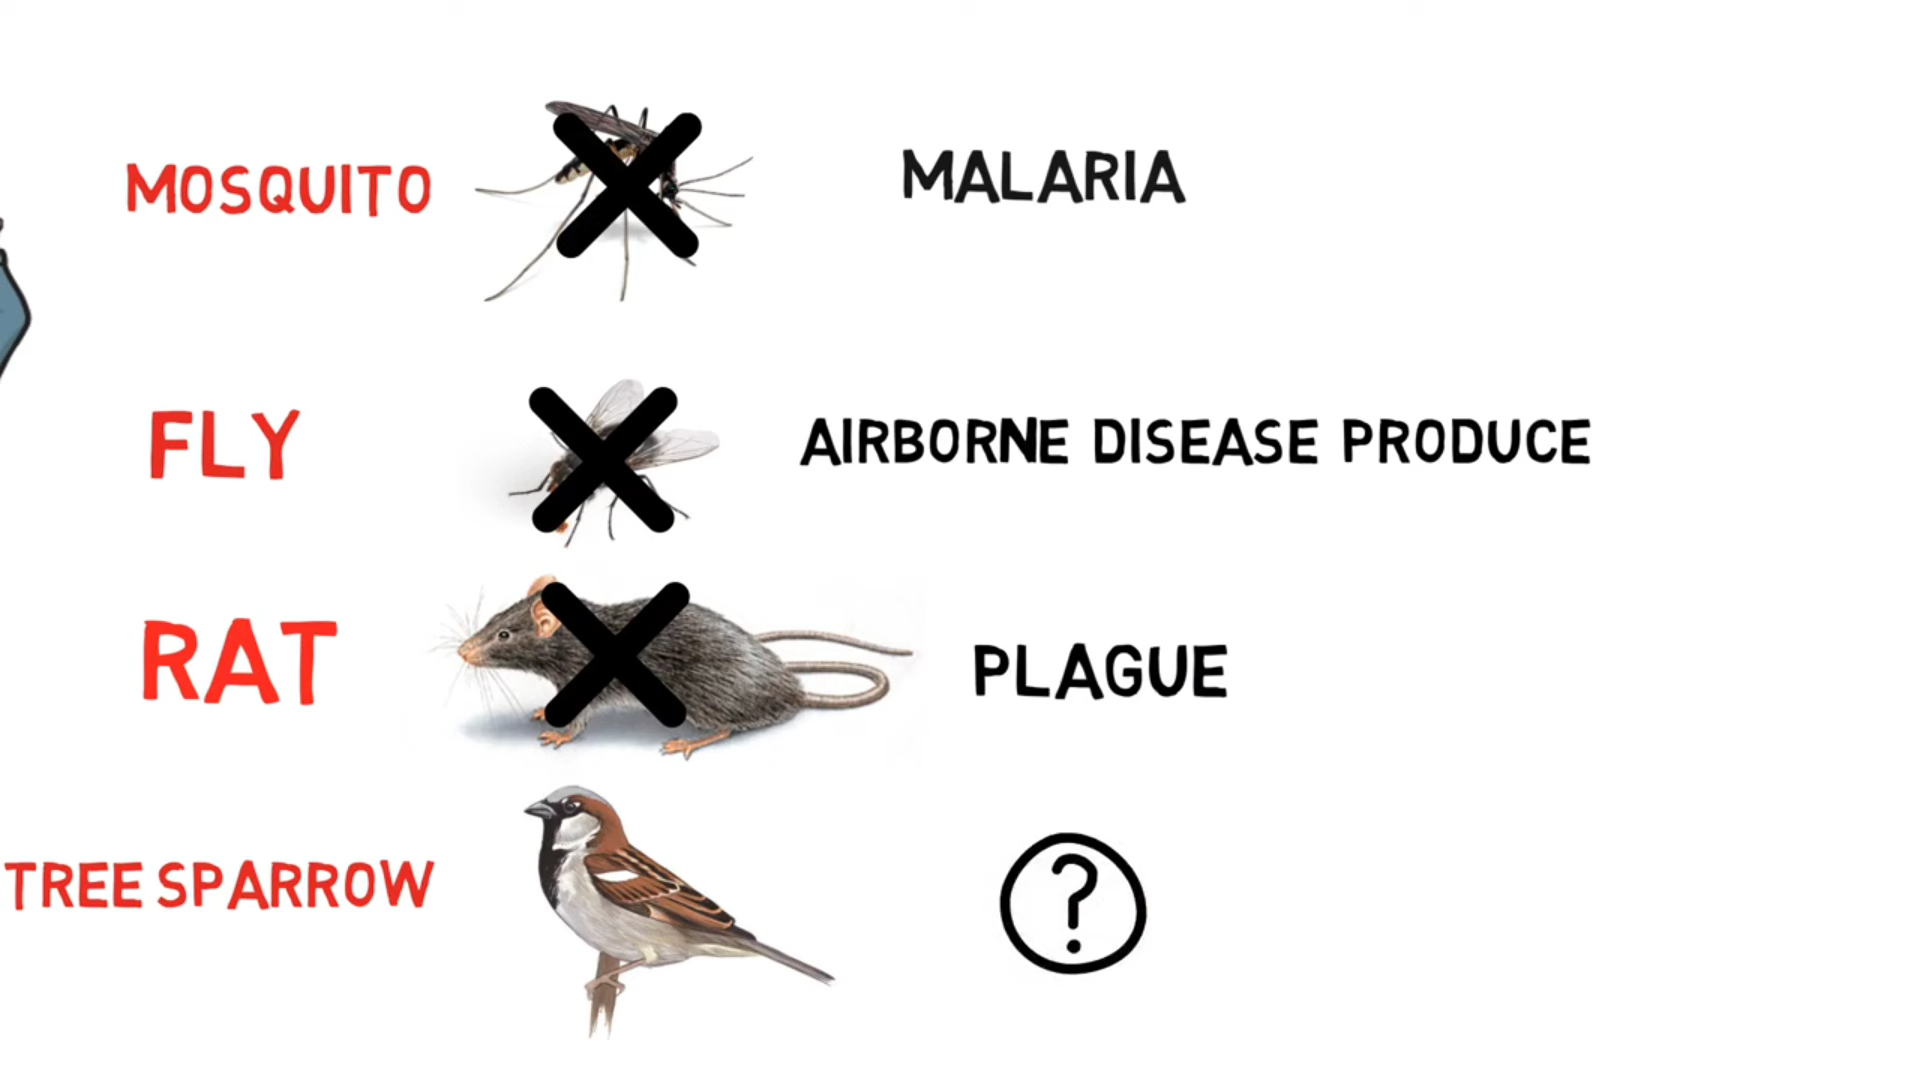 MOSQUITO
MALARIA
FLY
AIRBORNE DISEASE PRODUCE
RAT
PLAGUE
TREE SPARROW
?